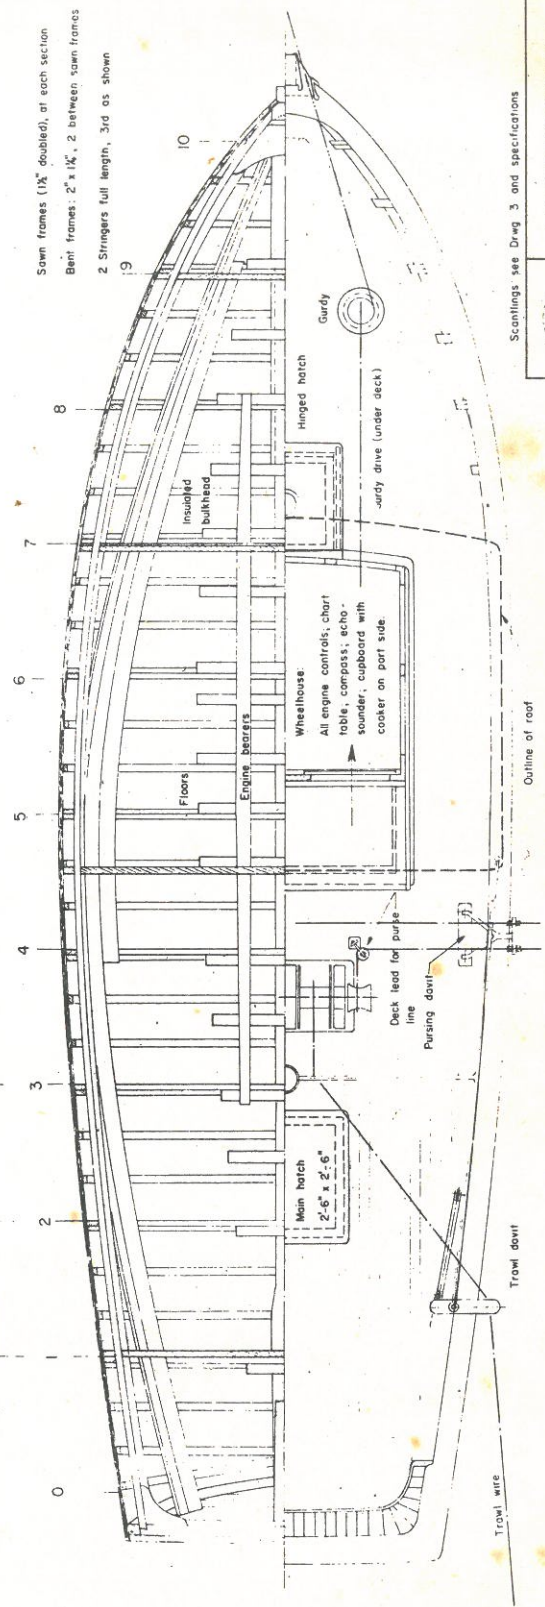 Sawn frames (1½" doubled), at each section
Bent frames: 2" x 1¼", 2 between sawn frames
2 Stringers full length, 3rd as shown
0
1
2
3
4
5
6
7
8
9
10
Insulated
bulkhead
Floors
Engine bearers
Hinged hatch
Gurdy
Gurdy drive (under deck)
Wheelhouse:
All engine controls; chart
table, compass; echo-
sounder; cupboard with
cooker on port side.
Main hatch
2'-6" x 2'-6"
Deck lead for purse
line
Pursing davit
Outline of roof
Trawl davit
Trawl wire
Scantlings see Drwg 3 and specifications